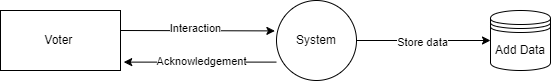 Interaction
Voter
System
Store data
Add Data
Acknowledgement